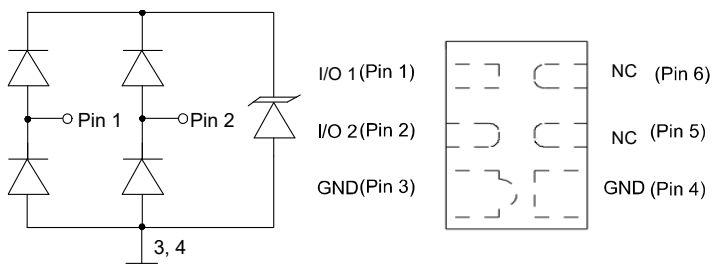 Pin 1
Pin 2
3, 4
I/O 1(Pin 1)
NC (Pin 6)
I/O 2(Pin 2)
NC (Pin 5)
GND(Pin 3)
GND (Pin 4)